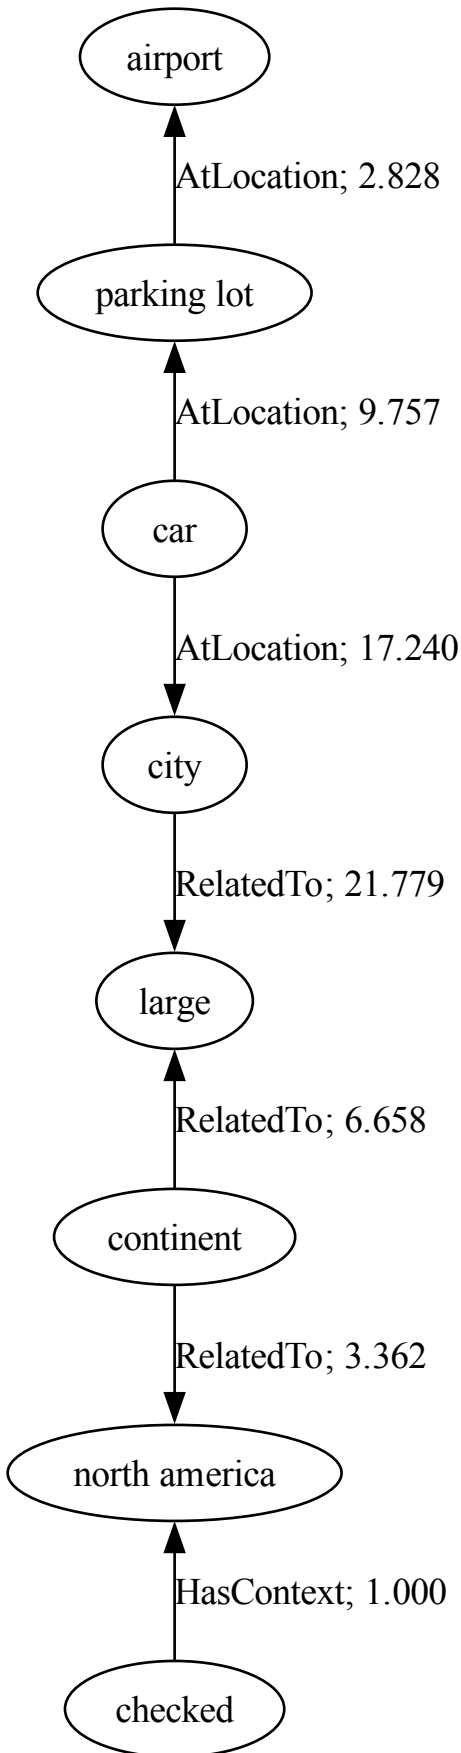 airport
AtLocation; 2.828
parking lot
AtLocation; 9.757
car
AtLocation; 17.240
city
RelatedTo; 21.779
large
RelatedTo; 6.658
continent
RelatedTo; 3.362
north america
HasContext; 1.000
checked